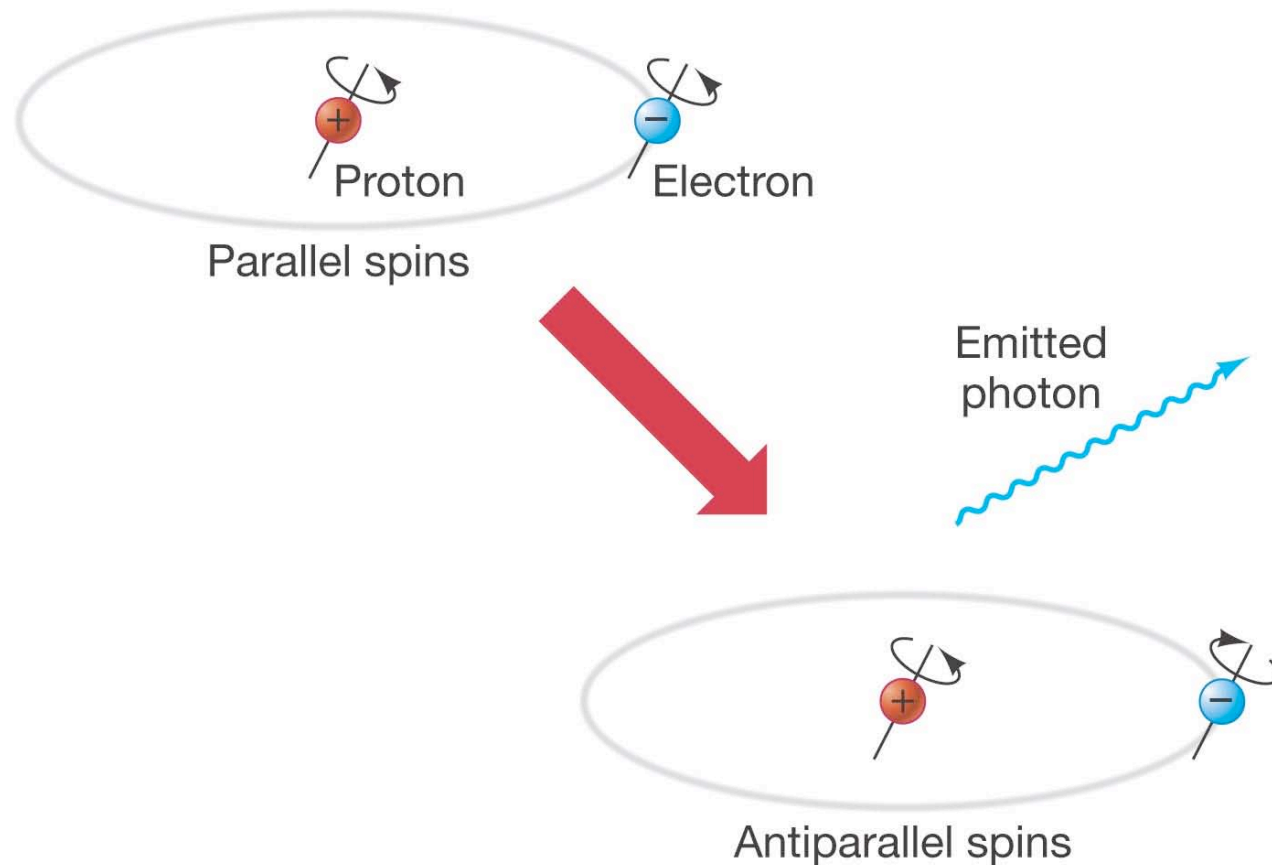 +
−
Proton
Electron
Parallel spins
Emitted
photon
+
−
Antiparallel spins